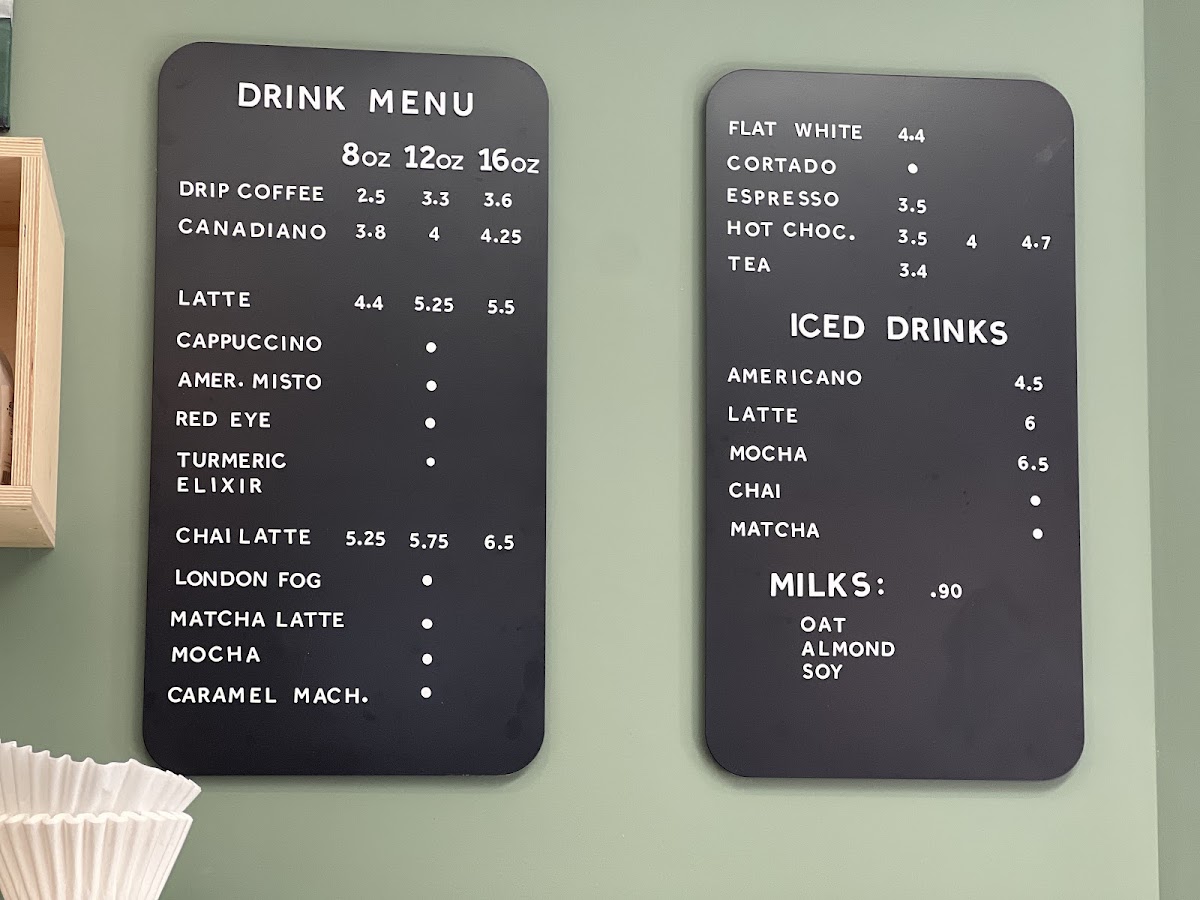 DRINK MENU
8oz 12oz 16oz
DRIP COFFEE 2.5 3.3 3.6
CANADIANO 3.8 4 4.25
LATTE 4.4 5.25 5.5
CAPPUCCINO •
AMER. MISTO •
RED EYE •
TURMERIC •
ELIXIR
CHAI LATTE 5.25 5.75 6.5
LONDON FOG •
MATCHA LATTE •
MOCHA •
CARAMEL MACH. •
FLAT WHITE 4.4
CORTADO •
ESPRESSO 3.5
HOT CHOC. 3.5 4 4.7
TEA 3.4
ICED DRINKS
AMERICANO 4.5
LATTE 6
MOCHA 6.5
CHAI •
MATCHA •
MILKS: .90
OAT
ALMOND
SOY